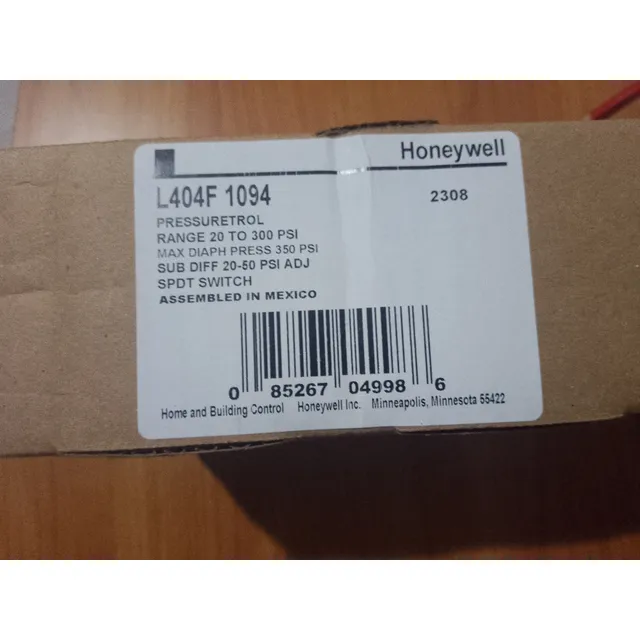 Honeywell
L404F 1094
2308
PRESSURETROL
RANGE 20 TO 300 PSI
MAX DIAPH PRESS 350 PSI
SUB DIFF 20-50 PSI ADJ
SPDT SWITCH
ASSEMBLED IN MEXICO
0 85267 04998 6
Home and Building Control Honeywell Inc. Minneapolis, Minnesota 55422